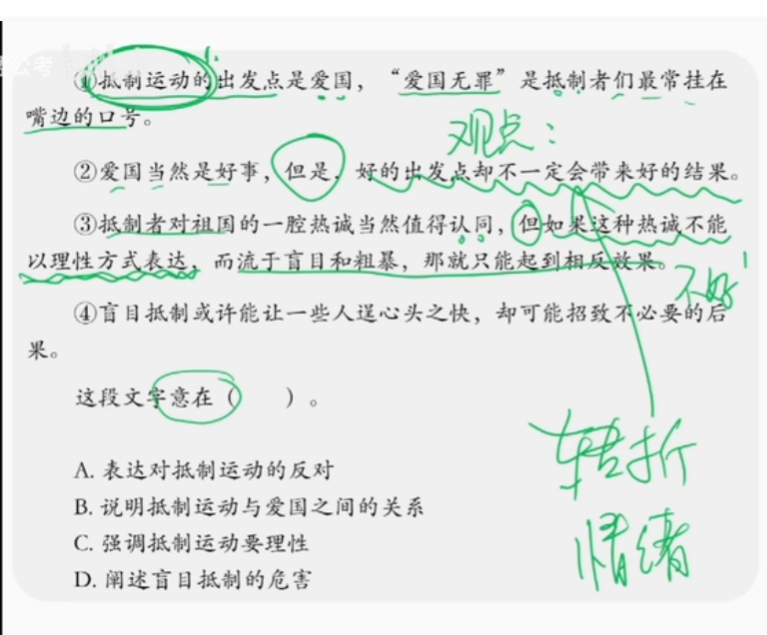 公考
①抵制运动的出发点是爱国，“爱国无罪”是抵制者们最常挂在
嘴边的口号。
观点：
②爱国当然是好事，但是，好的出发点却不一定会带来好的结果。
③抵制者对祖国的一腔热诚当然值得认同，但如果这种热诚不能
以理性方式表达，而流于盲目和粗暴，那就只能起到相反效果。
不好
④盲目抵制或许能让一些人逞心头之快，却可能招致不必要的后
果。
这段文字意在（　　）。
转折
A. 表达对抵制运动的反对
B. 说明抵制运动与爱国之间的关系
C. 强调抵制运动要理性
情绪
D. 阐述盲目抵制的危害